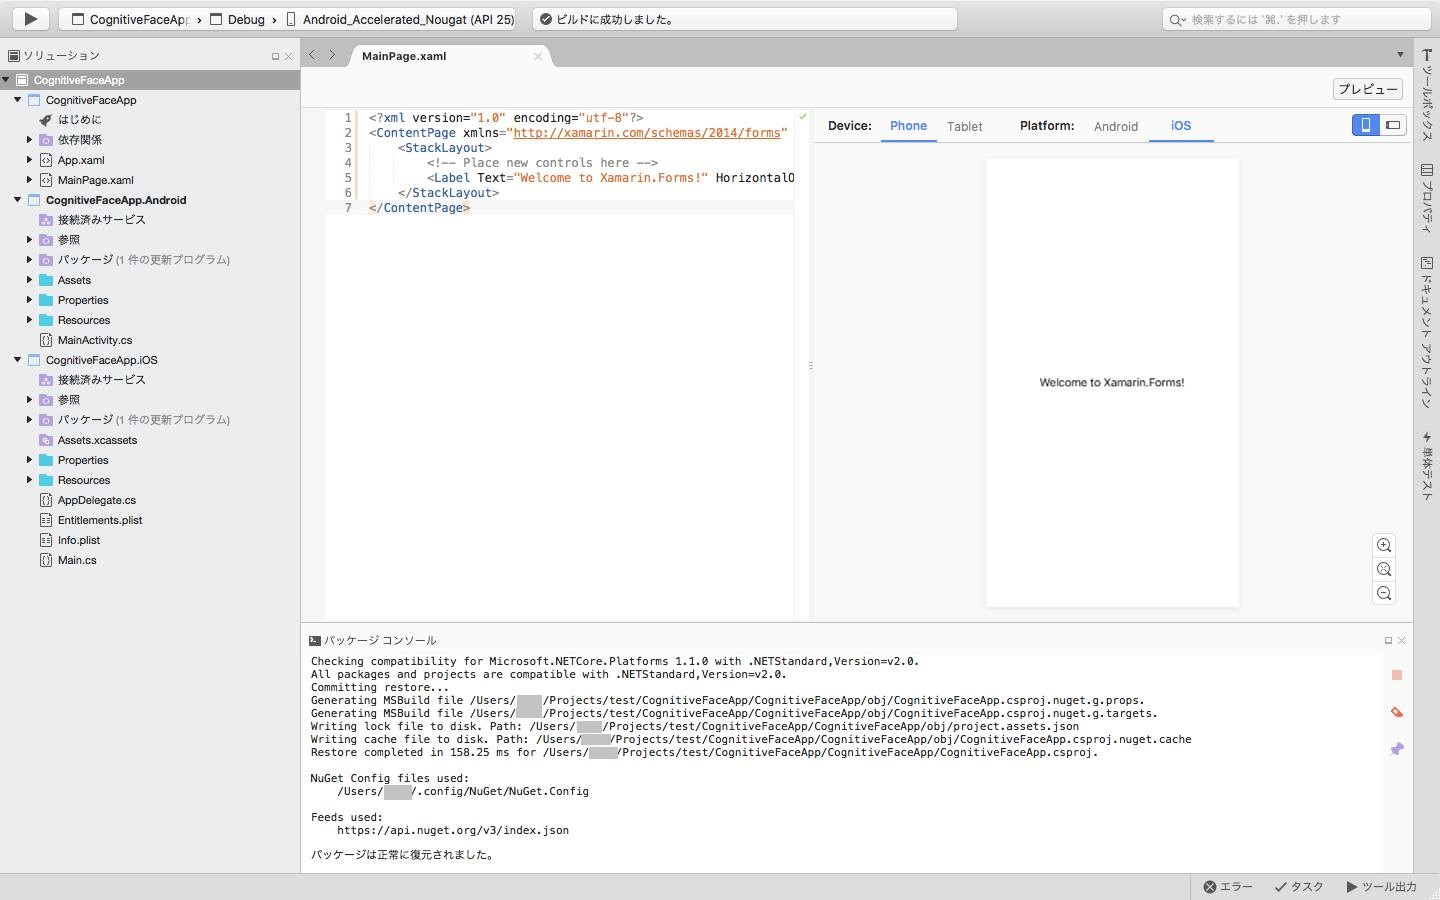 CognitiveFaceApp › Debug › Android_Accelerated_Nougat (API 25)
ビルドに成功しました。
検索するには '⌘.' を押します
ソリューション
CognitiveFaceApp
CognitiveFaceApp
はじめに
依存関係
App.xaml
MainPage.xaml
CognitiveFaceApp.Android
接続済みサービス
参照
パッケージ (1 件の更新プログラム)
Assets
Properties
Resources
MainActivity.cs
CognitiveFaceApp.iOS
接続済みサービス
参照
パッケージ (1 件の更新プログラム)
Assets.xcassets
Properties
Resources
AppDelegate.cs
Entitlements.plist
Info.plist
Main.cs
MainPage.xaml
プレビュー
1 <?xml version="1.0" encoding="utf-8"?>
2 <ContentPage xmlns="http://xamarin.com/schemas/2014/forms"
3 <StackLayout>
4 <!-- Place new controls here -->
5 <Label Text="Welcome to Xamarin.Forms!" HorizontalO
6 </StackLayout>
7 </ContentPage>
Device: Phone Tablet Platform: Android iOS
Welcome to Xamarin.Forms!
パッケージ コンソール
Checking compatibility for Microsoft.NETCore.Platforms 1.1.0 with .NETStandard,Version=v2.0.
All packages and projects are compatible with .NETStandard,Version=v2.0.
Committing restore...
Generating MSBuild file /Users/ /Projects/test/CognitiveFaceApp/CognitiveFaceApp/obj/CognitiveFaceApp.csproj.nuget.g.props.
Generating MSBuild file /Users/ /Projects/test/CognitiveFaceApp/CognitiveFaceApp/obj/CognitiveFaceApp.csproj.nuget.g.targets.
Writing lock file to disk. Path: /Users/ /Projects/test/CognitiveFaceApp/CognitiveFaceApp/obj/project.assets.json
Writing cache file to disk. Path: /Users/ /Projects/test/CognitiveFaceApp/CognitiveFaceApp/obj/CognitiveFaceApp.csproj.nuget.cache
Restore completed in 158.25 ms for /Users/ /Projects/test/CognitiveFaceApp/CognitiveFaceApp/CognitiveFaceApp.csproj.
NuGet Config files used:
/Users/ /.config/NuGet/NuGet.Config
Feeds used:
https://api.nuget.org/v3/index.json
パッケージは正常に復元されました。
ツールボックス
プロパティ
ドキュメント アウトライン
単体テスト
エラー タスク ツール出力